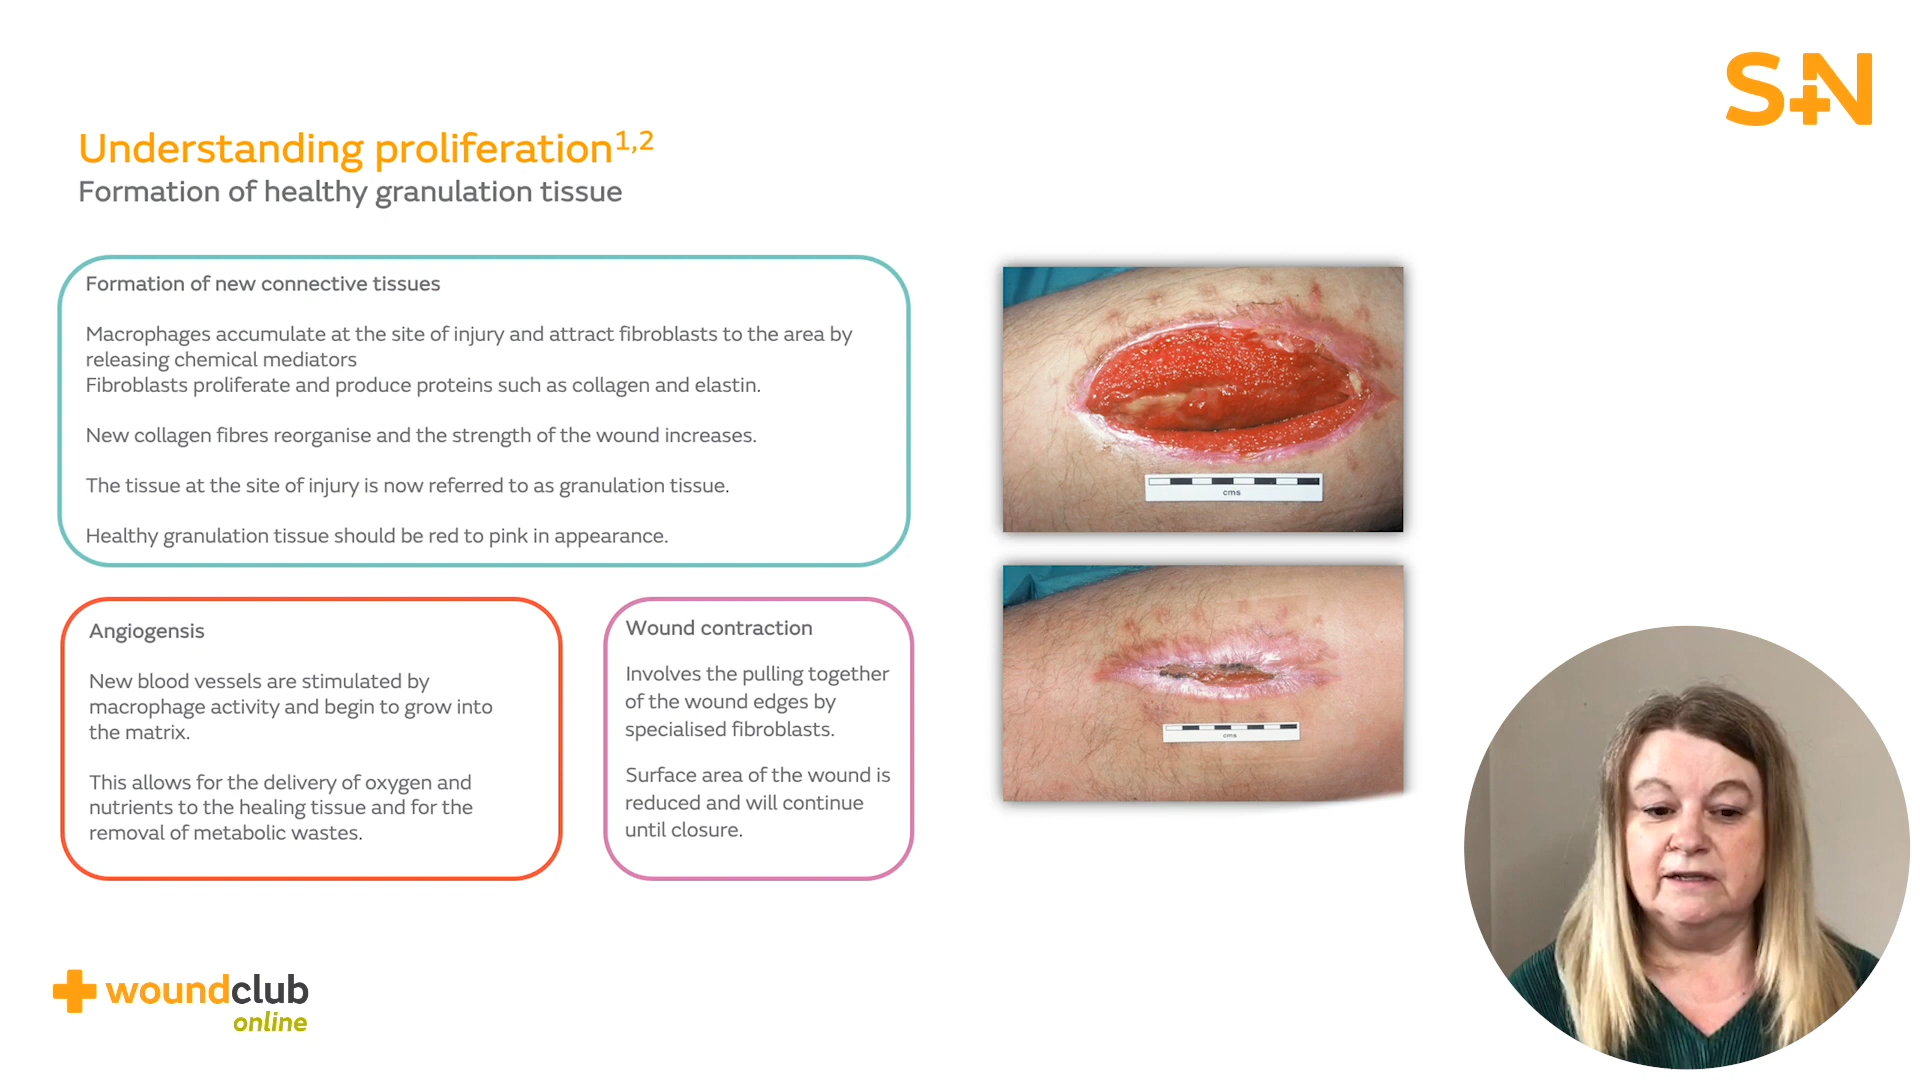 S+N
Understanding proliferation1,2
Formation of healthy granulation tissue
Formation of new connective tissues
Macrophages accumulate at the site of injury and attract fibroblasts to the area by
releasing chemical mediators
Fibroblasts proliferate and produce proteins such as collagen and elastin.
New collagen fibres reorganise and the strength of the wound increases.
The tissue at the site of injury is now referred to as granulation tissue.
Healthy granulation tissue should be red to pink in appearance.
Angiogensis
New blood vessels are stimulated by
macrophage activity and begin to grow into
the matrix.
This allows for the delivery of oxygen and
nutrients to the healing tissue and for the
removal of metabolic wastes.
Wound contraction
Involves the pulling together
of the wound edges by
specialised fibroblasts.
Surface area of the wound is
reduced and will continue
until closure.
cms
cms
woundclub
online